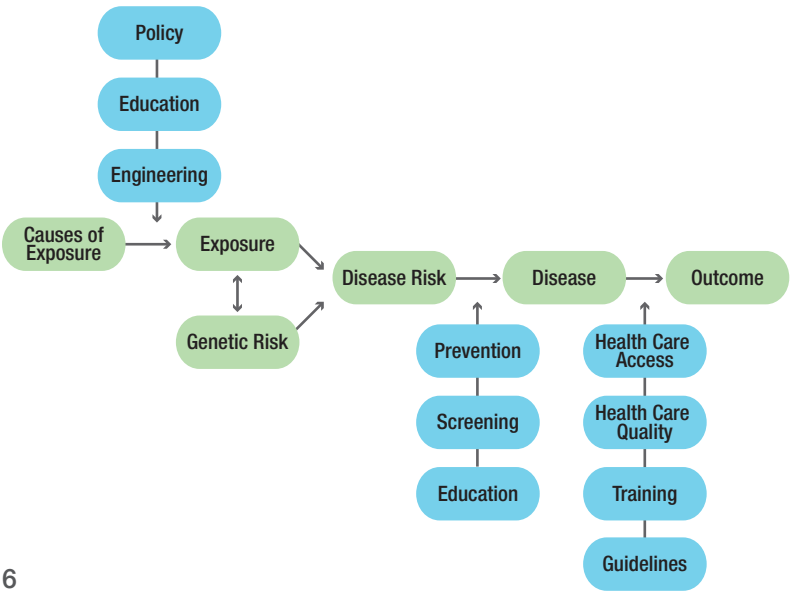 Policy
Education
Engineering
Causes of
Exposure
Exposure
Genetic Risk
Disease Risk
Disease
Outcome
Prevention
Screening
Education
Health Care
Access
Health Care
Quality
Training
Guidelines
6